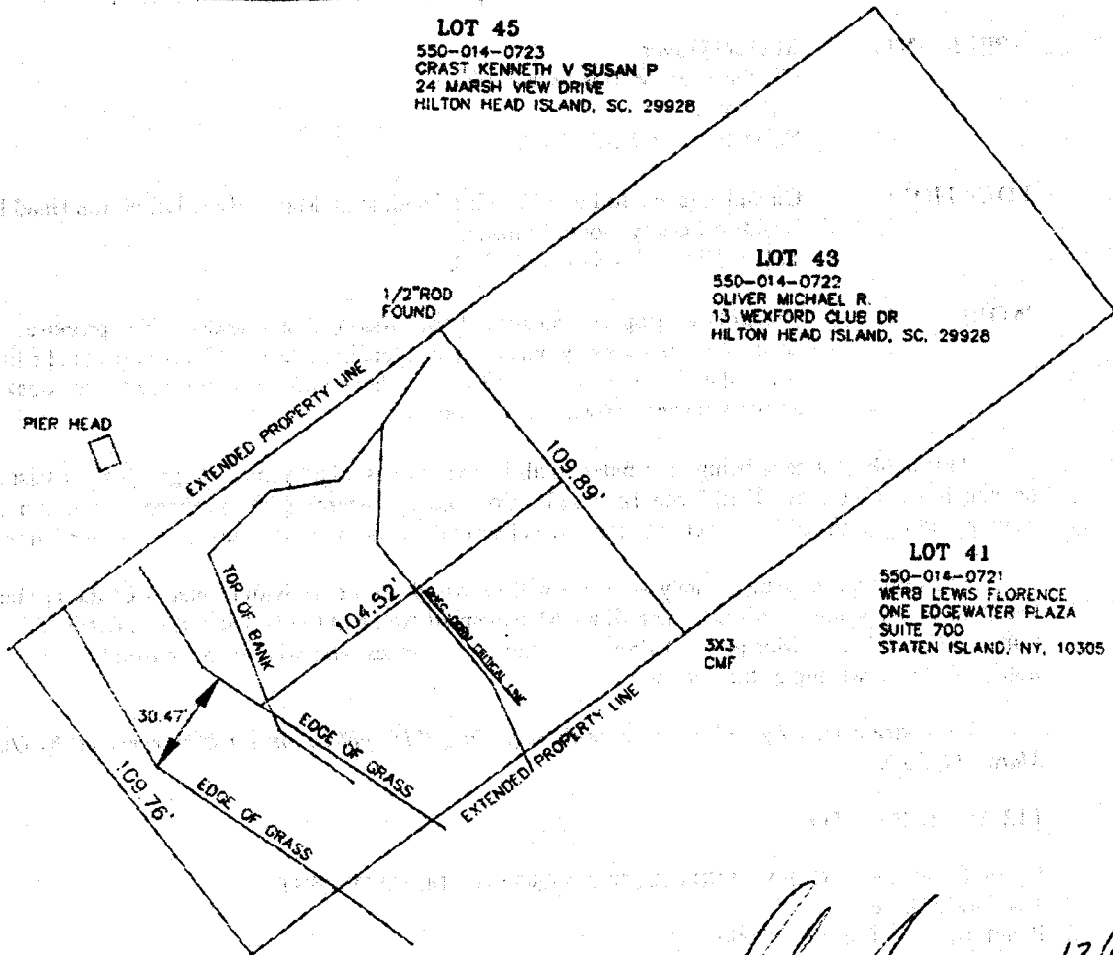 LOT 45
550-014-0723
CRAST KENNETH V SUSAN P
24 MARSH VIEW DRIVE
HILTON HEAD ISLAND, SC. 29928
LOT 43
550-014-0722
OLIVER MICHAEL R.
13 WEXFORD CLUB DR
HILTON HEAD ISLAND, SC. 29928
1/2"ROD
FOUND
PIER HEAD
EXTENDED PROPERTY LINE
109.89'
LOT 41
550-014-0721
WERB LEWIS FLORENCE
ONE EDGEWATER PLAZA
SUITE 700
STATEN ISLAND, NY, 10305
TOP OF BANK
104.52'
CRITICAL LINE
3X3
CMF
30.47'
EDGE OF GRASS
EXTENDED PROPERTY LINE
109.76'
EDGE OF GRASS